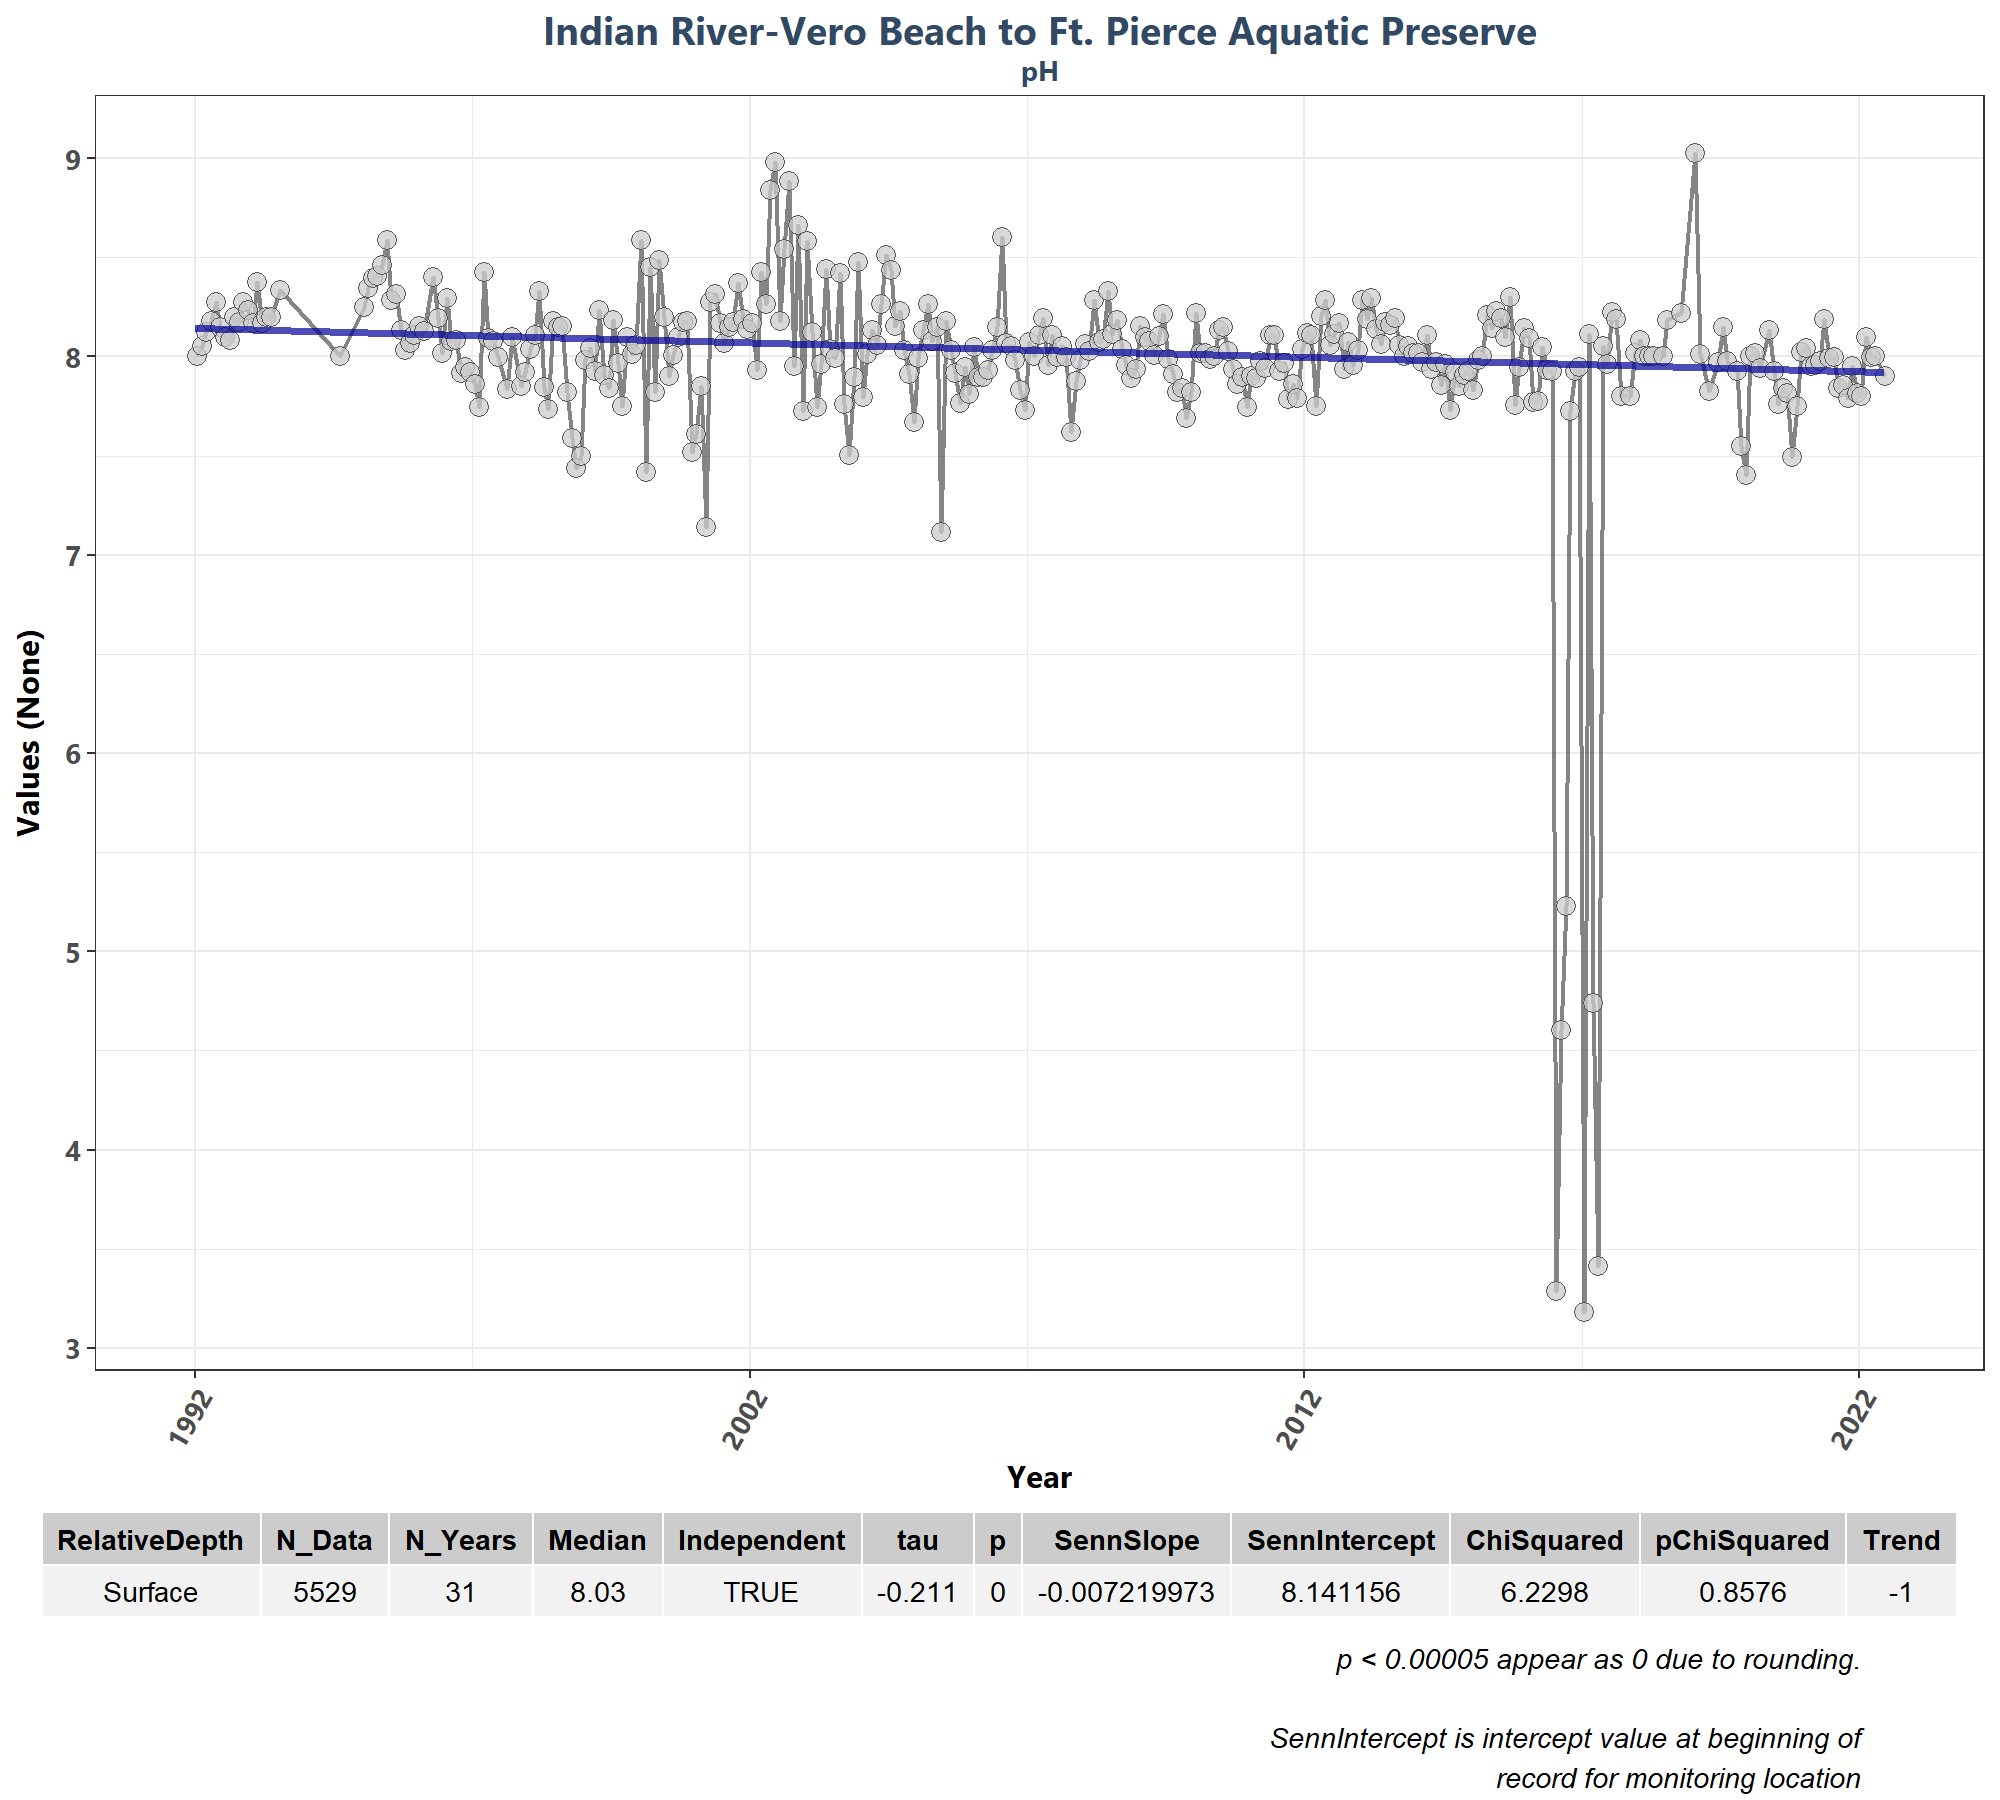 Indian River-Vero Beach to Ft. Pierce Aquatic Preserve
pH
9
8
7
6
5
4
3
Values (None)
1992
2002
2012
2022
Year
RelativeDepth N_Data N_Years Median Independent tau p SennSlope SennIntercept ChiSquared pChiSquared Trend
Surface 5529 31 8.03 TRUE -0.211 0 -0.007219973 8.141156 6.2298 0.8576 -1
p < 0.00005 appear as 0 due to rounding.
SennIntercept is intercept value at beginning of
record for monitoring location